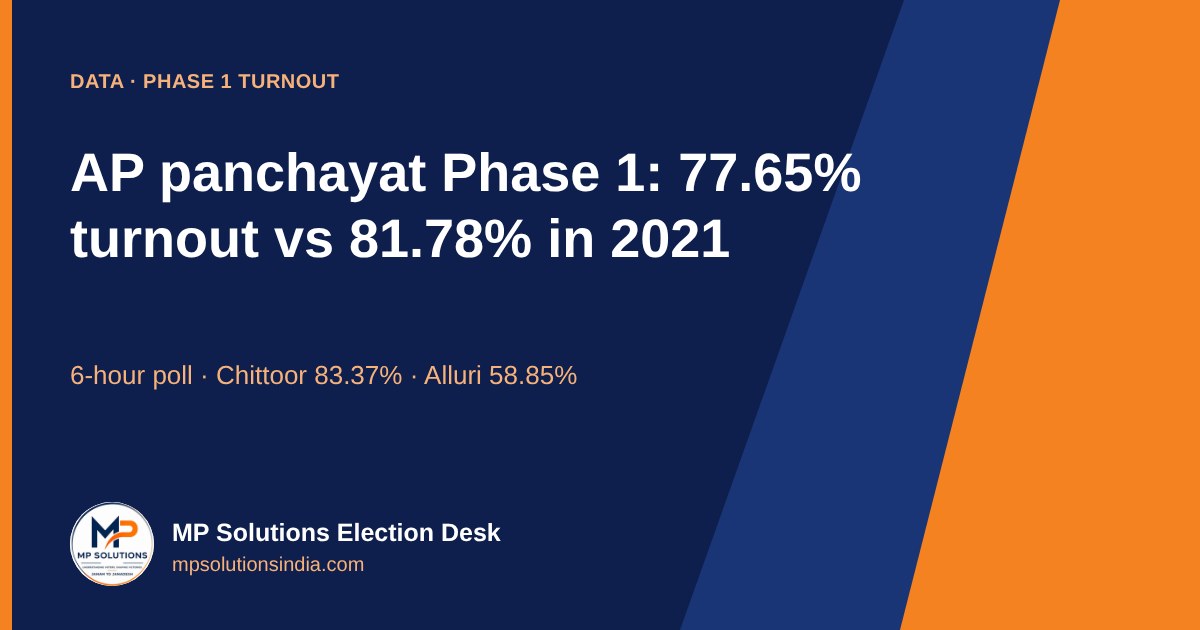 DATA · PHASE 1 TURNOUT
AP panchayat Phase 1: 77.65%
turnout vs 81.78% in 2021
6-hour poll · Chittoor 83.37% · Alluri 58.85%
MP
MP SOLUTIONS
MP Solutions Election Desk
mpsolutionsindia.com